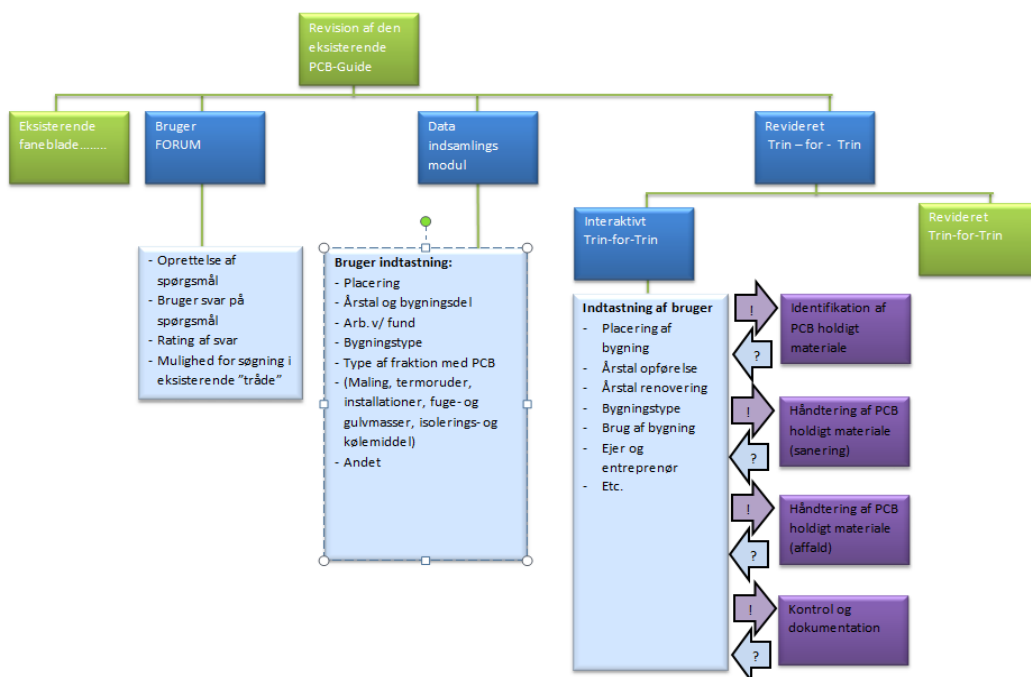 Revision af den
eksisterende
PCB-Guide
Eksisterende
faneblade........
Bruger
FORUM
Data
indsamlings
modul
Revideret
Trin – for - Trin
Interaktivt
Trin-for-Trin
Revideret
Trin-for-Trin
- Oprettelse af
spørgsmål
- Bruger svar på
spørgsmål
- Rating af svar
- Mulighed for søgning i
eksisterende ”tråde”
Bruger indtastning:
- Placering
- Årstal og bygningsdel
- Arb. v/ fund
- Bygningstype
- Type af fraktion med PCB
- (Maling, termoruder,
installationer, fuge- og
gulvmasser, isolerings- og
kølemiddel)
- Andet
Indtastning af bruger
- Placering af
bygning
- Årstal opførelse
- Årstal renovering
- Bygningstype
- Brug af bygning
- Ejer og
entreprenør
- Etc.
!
?
Identifikation af
PCB holdigt
materiale
!
?
Håndtering af PCB
holdigt materiale
(sanering)
!
?
Håndtering af PCB
holdigt materiale
(affald)
!
?
Kontrol og
dokumentation